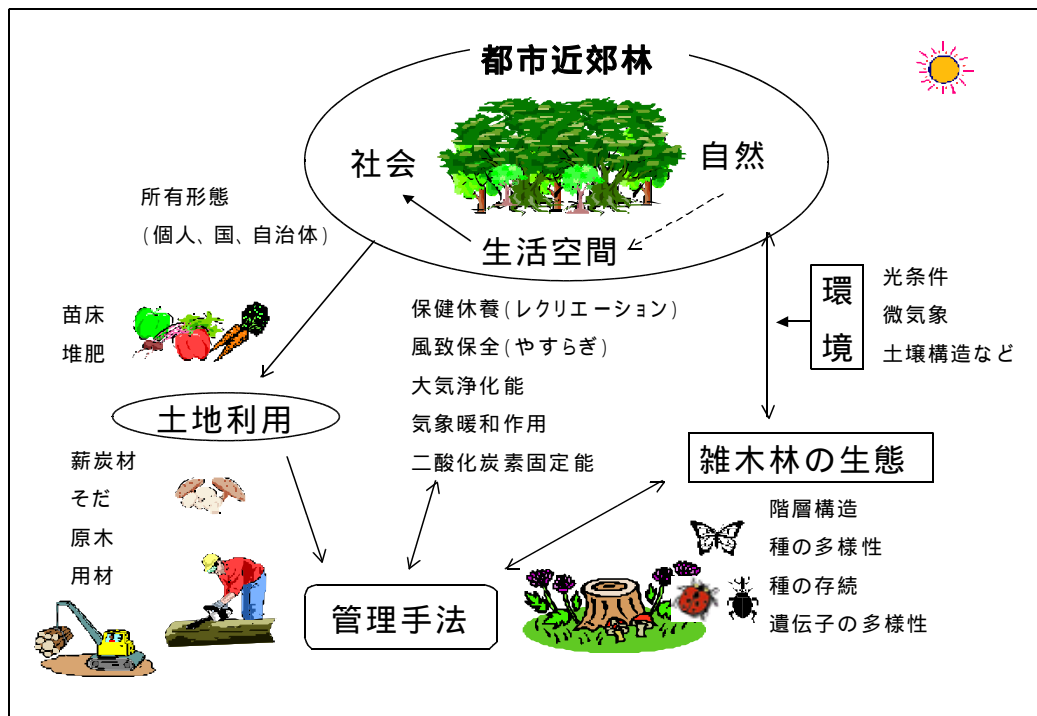 都市近郊林
社会
自然
生活空間
所有形態
(個人、国、自治体)
苗床
堆肥
土地利用
薪炭材
そだ
原木
用材
保健休養(レクリエーション)
風致保全(やすらぎ)
大気浄化能
気象暖和作用
二酸化炭素固定能
管理手法
環境
光条件
微気象
土壌構造など
雑木林の生態
階層構造
種の多様性
種の存続
遺伝子の多様性